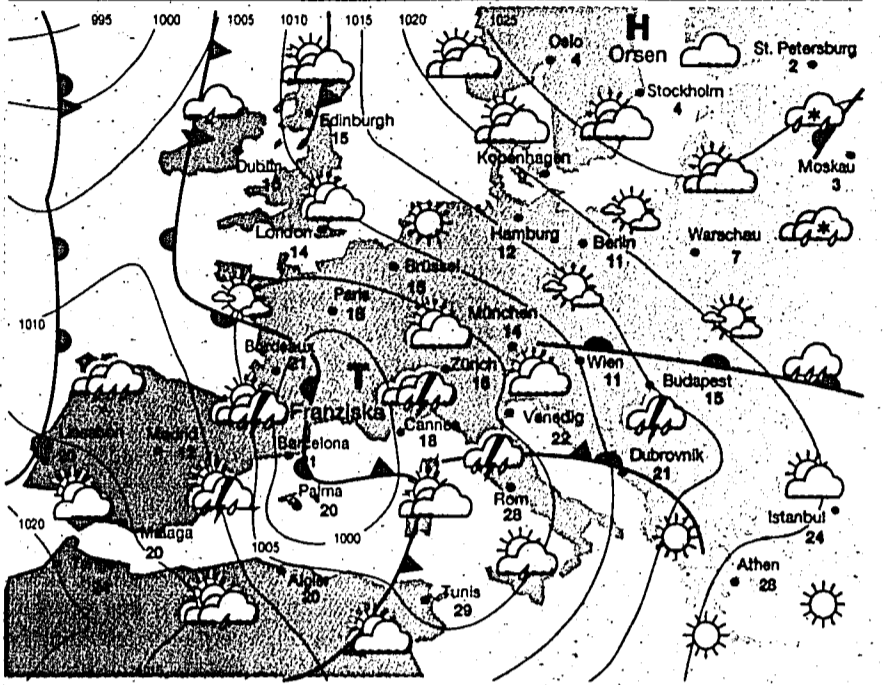 995 1000 1005 1010 1015 1020 1025
H
Orsen
Oslo
4
St. Petersburg
2
Stockholm
4
Edinburgh
15
Moskau
3
Dublin
Kopenhagen
London
14
Hamburg
12
Berlin
11
Warschau
7
Brüssel
Paris
18
1010
München
14
Bordeaux
21
T
Franziska
Zürich
Wien
11
Budapest
15
Cannes
18
Venedig
22
Madrid
Barcelona
Dubrovnik
21
Palma
20
Rom
28
1020
Malaga
20
1005
1000
Istanbul
24
Algier
20
Tunis
29
Athen